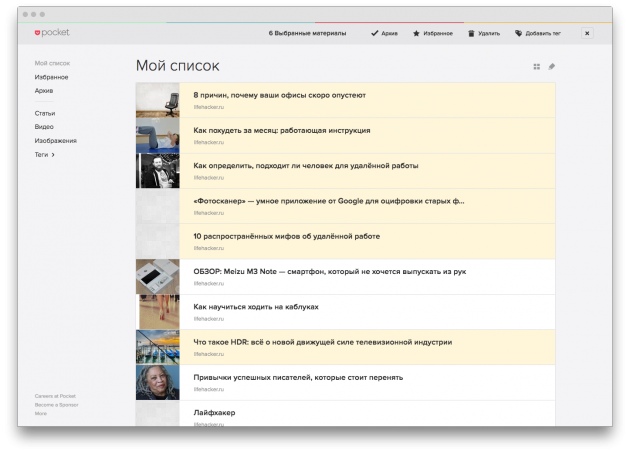 pocket
6 Выбранные материалы
Архив
Избранное
Удалить
Добавить тег
Мой список
Избранное
Архив
Статьи
Видео
Изображения
Теги
Careers at Pocket
Become a Sponsor
More
Мой список
8 причин, почему ваши офисы скоро опустеют
lifehacker.ru
Как похудеть за месяц: работающая инструкция
lifehacker.ru
Как определить, подходит ли человек для удалённой работы
lifehacker.ru
«Фотосканер» — умное приложение от Google для оцифровки старых ф...
lifehacker.ru
10 распространённых мифов об удалённой работе
lifehacker.ru
ОБЗОР: Meizu M3 Note — смартфон, который не хочется выпускать из рук
lifehacker.ru
Как научиться ходить на каблуках
lifehacker.ru
Что такое HDR: всё о новой движущей силе телевизионной индустрии
lifehacker.ru
Привычки успешных писателей, которые стоит перенять
lifehacker.ru
Лайфхакер
lifehacker.ru